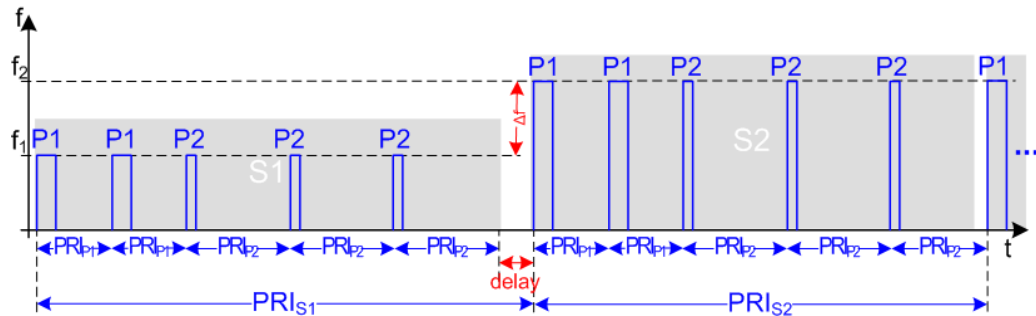 f
f2
P1 P1 P2 P2 P2 P1
Δf
P1 P1 P2 P2 P2
S2
f1
S1
...
PRIP1 PRIP1 PRIP2 PRIP2 PRIP2 PRIP1 PRIP1 PRIP2 PRIP2 PRIP2 t
delay
PRIS1 PRIS2